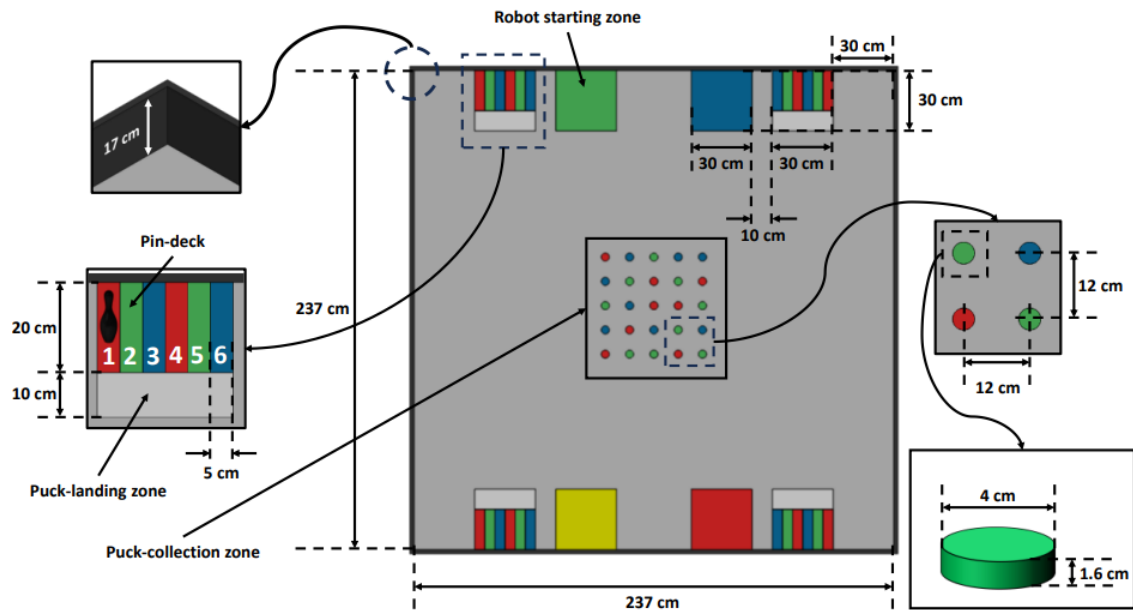 Robot starting zone
30 cm
17 cm
30 cm
30 cm
30 cm
10 cm
Pin-deck
20 cm
1 2 3 4 5 6
10 cm
5 cm
Puck-landing zone
237 cm
12 cm
12 cm
Puck-collection zone
4 cm
1.6 cm
237 cm